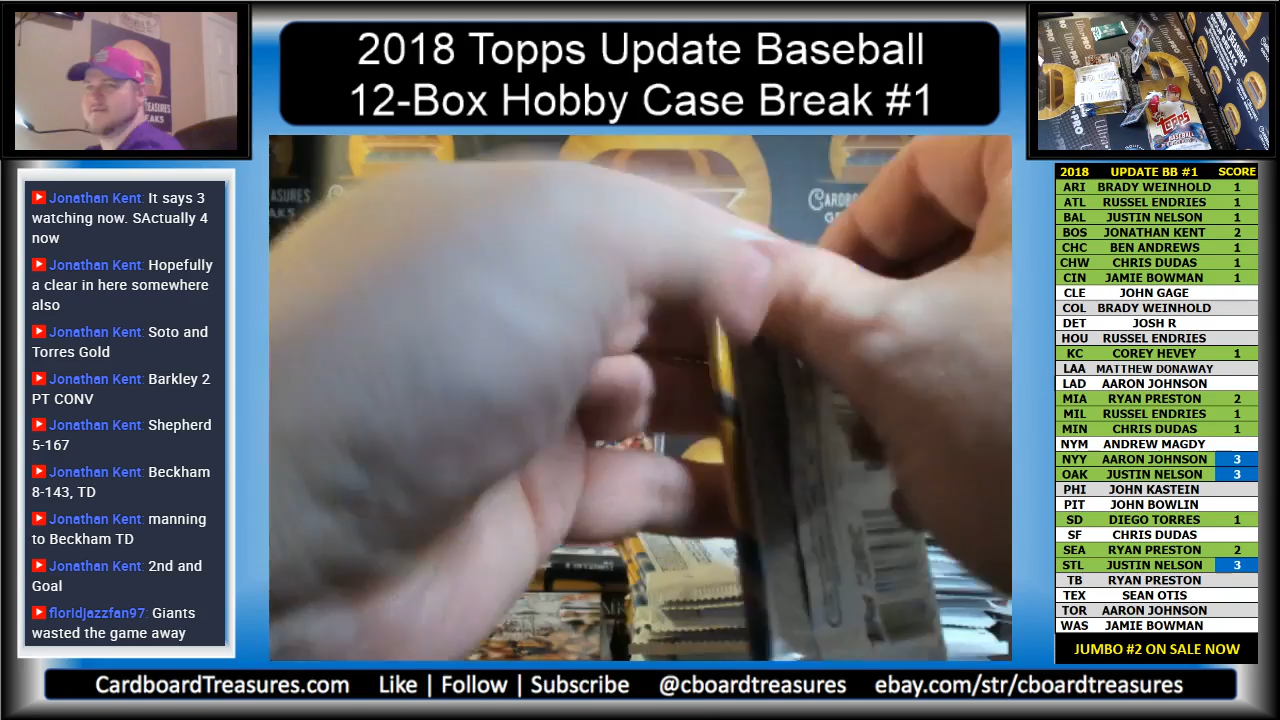 2018 Topps Update Baseball
12-Box Hobby Case Break #1
Jonathan Kent: It says 3
watching now. SActually 4
now
Jonathan Kent: Hopefully
a clear in here somewhere
also
Jonathan Kent: Soto and
Torres Gold
Jonathan Kent: Barkley 2
PT CONV
Jonathan Kent: Shepherd
5-167
Jonathan Kent: Beckham
8-143, TD
Jonathan Kent: manning
to Beckham TD
Jonathan Kent: 2nd and
Goal
floridjazzfan97: Giants
wasted the game away
2018 UPDATE BB #1 SCORE
ARI BRADY WEINHOLD 1
ATL RUSSEL ENDRIES 1
BAL JUSTIN NELSON 1
BOS JONATHAN KENT 2
CHC BEN ANDREWS 1
CHW CHRIS DUDAS 1
CIN JAMIE BOWMAN 1
CLE JOHN GAGE
COL BRADY WEINHOLD
DET JOSH R
HOU RUSSEL ENDRIES
KC COREY HEVEY 1
LAA MATTHEW DONAWAY
LAD AARON JOHNSON
MIA RYAN PRESTON 2
MIL RUSSEL ENDRIES 1
MIN CHRIS DUDAS 1
NYM ANDREW MAGDY
NYY AARON JOHNSON 3
OAK JUSTIN NELSON 3
PHI JOHN KASTEIN
PIT JOHN BOWLIN
SD DIEGO TORRES 1
SF CHRIS DUDAS
SEA RYAN PRESTON 2
STL JUSTIN NELSON 3
TB RYAN PRESTON
TEX SEAN OTIS
TOR AARON JOHNSON
WAS JAMIE BOWMAN
JUMBO #2 ON SALE NOW
CardboardTreasures.com Like | Follow | Subscribe @cboardtreasures ebay.com/str/cboardtreasures